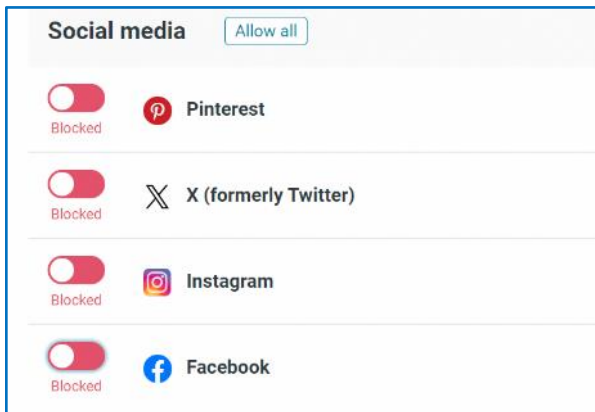 Social media Allow all
Blocked Pinterest
Blocked X (formerly Twitter)
Blocked Instagram
Blocked Facebook